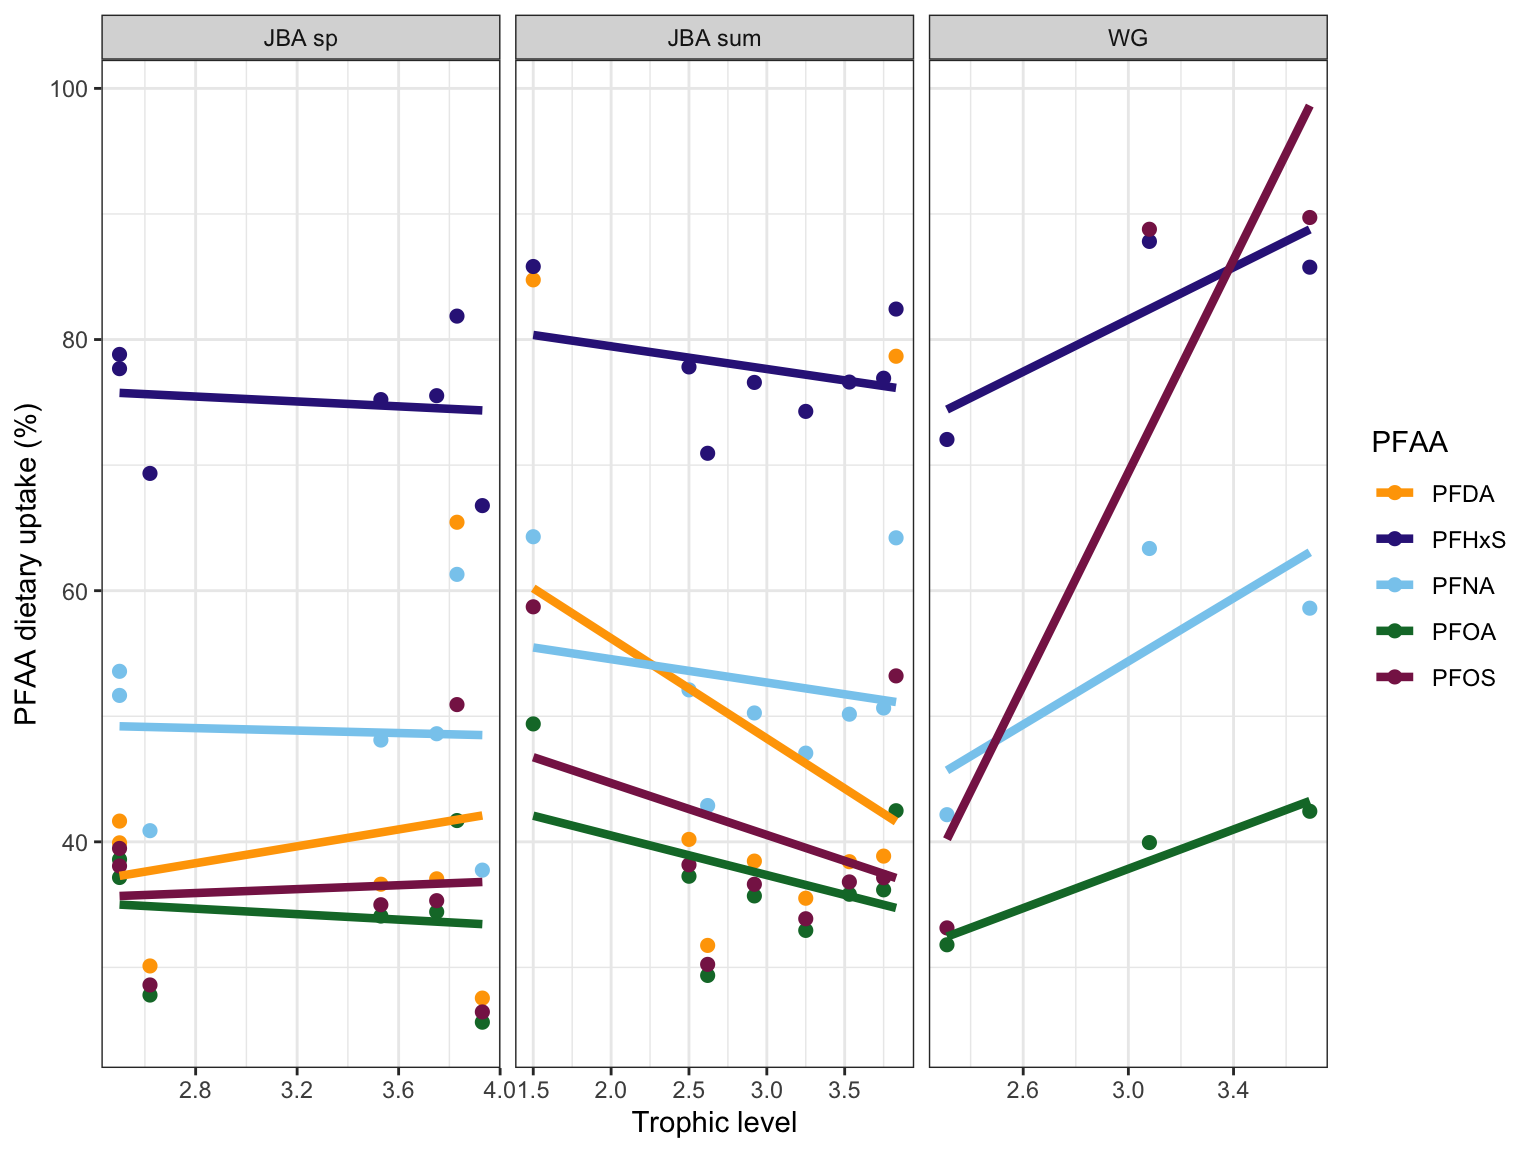 JBA sp
JBA sum
WG
100
80
60
40
PFAA dietary uptake (%)
2.8 3.2 3.6 4.0
1.5 2.0 2.5 3.0 3.5
2.6 3.0 3.4
Trophic level
PFAA
PFDA
PFHxS
PFNA
PFOA
PFOS